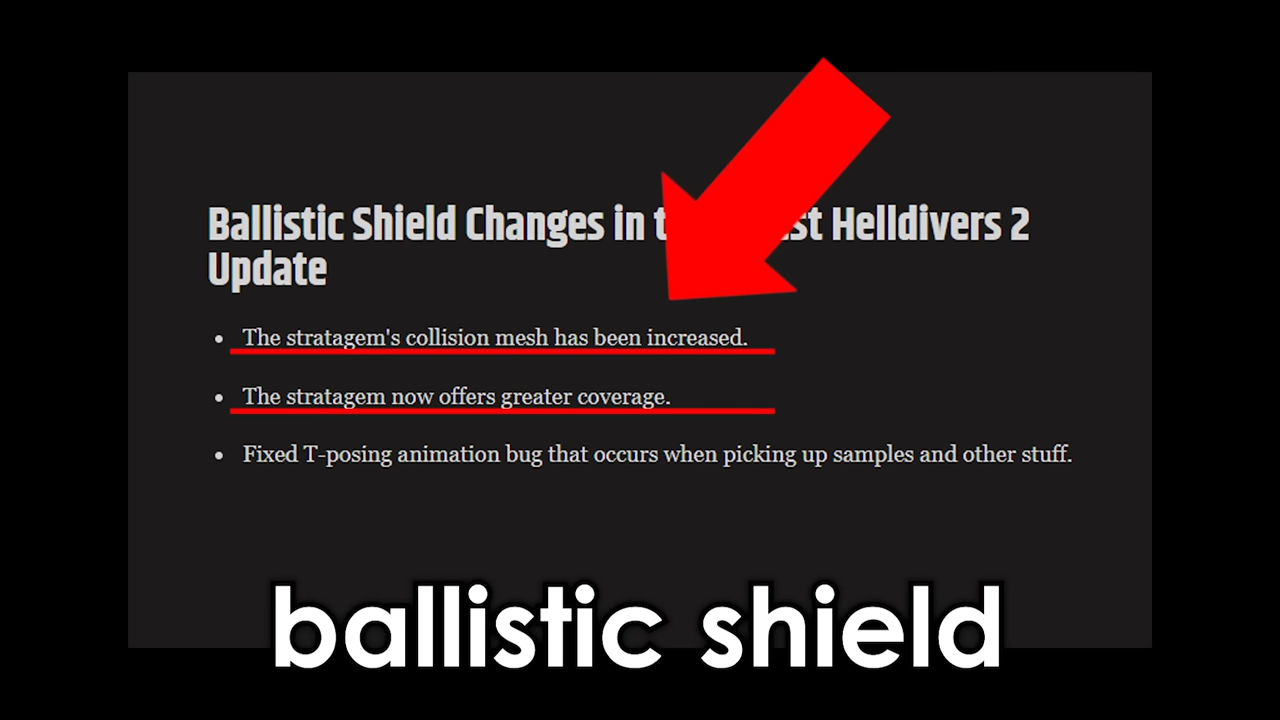 Ballistic Shield Changes in Helldivers 2
Update
• The stratagem's collision mesh has been increased.
• The stratagem now offers greater coverage.
• Fixed T-posing animation bug that occurs when picking up samples and other stuff.
ballistic shield